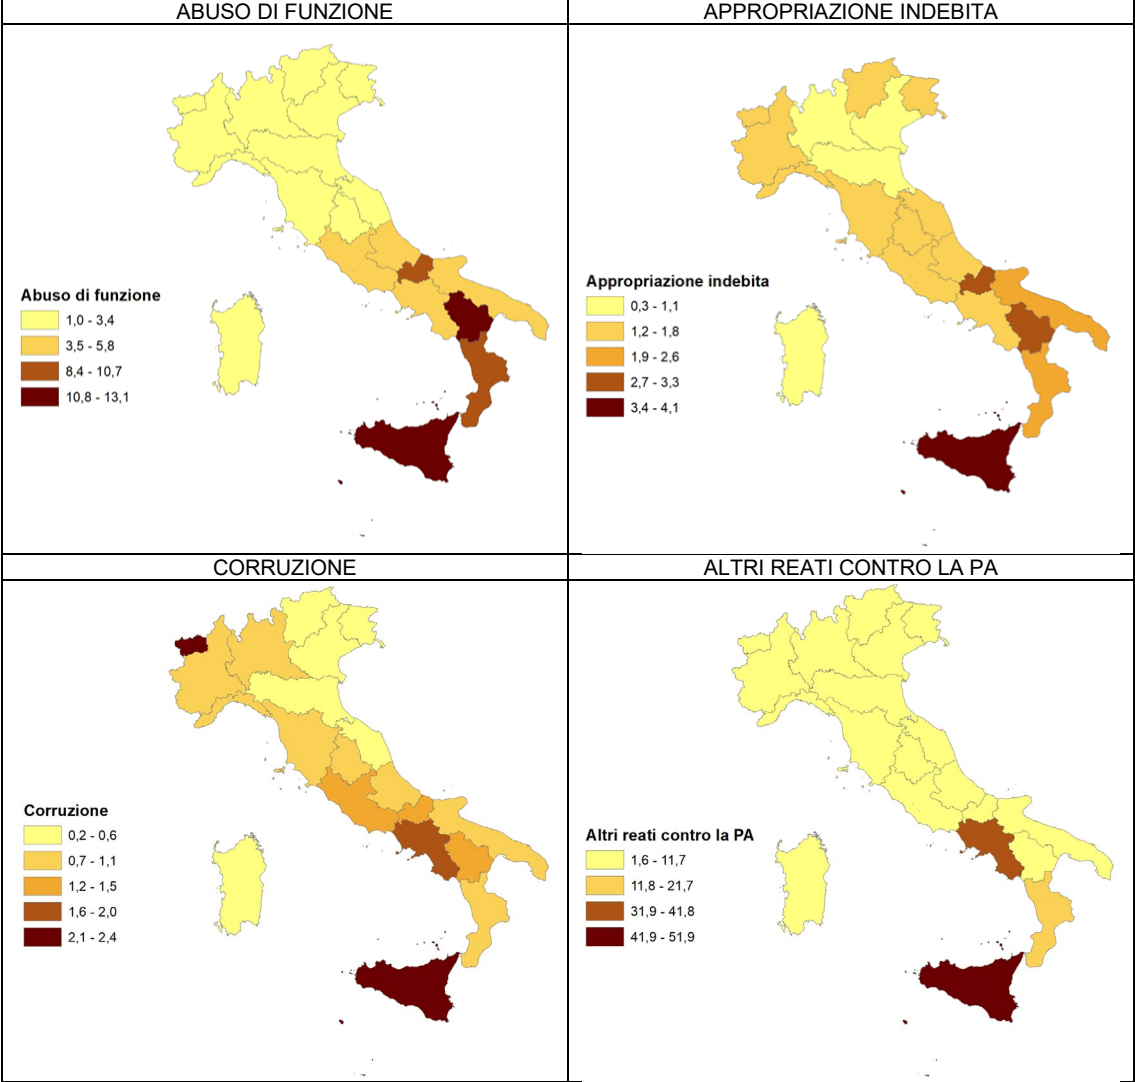 ABUSO DI FUNZIONE
APPROPRIAZIONE INDEBITA
Abuso di funzione
1,0 - 3,4
3,5 - 5,8
8,4 - 10,7
10,8 - 13,1
Appropriazione indebita
0,3 - 1,1
1,2 - 1,8
1,9 - 2,6
2,7 - 3,3
3,4 - 4,1
CORRUZIONE
ALTRI REATI CONTRO LA PA
Corruzione
0,2 - 0,6
0,7 - 1,1
1,2 - 1,5
1,6 - 2,0
2,1 - 2,4
Altri reati contro la PA
1,6 - 11,7
11,8 - 21,7
31,9 - 41,8
41,9 - 51,9